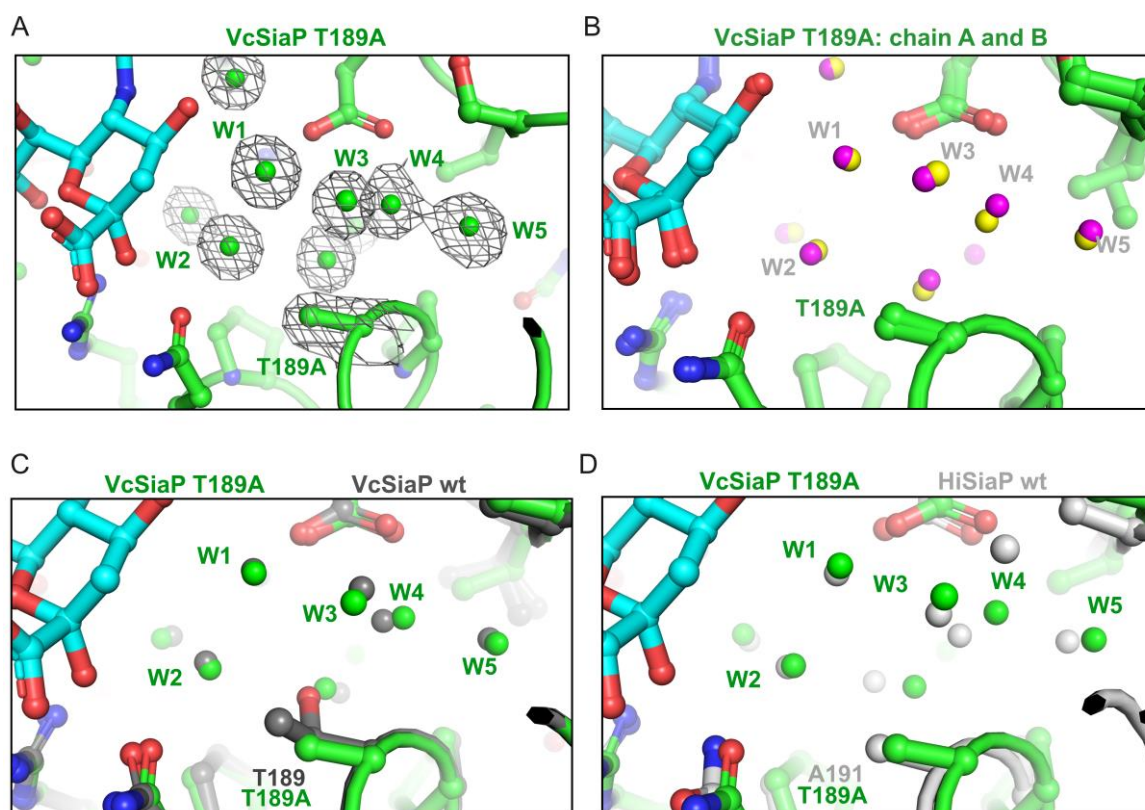 A
VcSiaP T189A
W1
W3
W4
W5
W2
T189A
B
VcSiaP T189A: chain A and B
W1
W3
W4
W5
W2
T189A
C
VcSiaP T189A
VcSiaP wt
W1
W3
W4
W5
W2
T189
T189A
D
VcSiaP T189A
HiSiaP wt
W1
W3
W4
W5
W2
A191
T189A